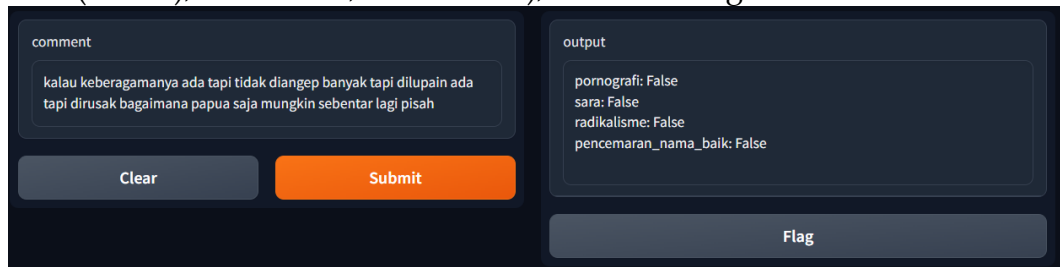 comment
kalau keberagamanya ada tapi tidak diangep banyak tapi dilupain ada
tapi dirusak bagaimana papua saja mungkin sebentar lagi pisah
Clear
Submit
output
pornografi: False
sara: False
radikalisme: False
pencemaran_nama_baik: False
Flag